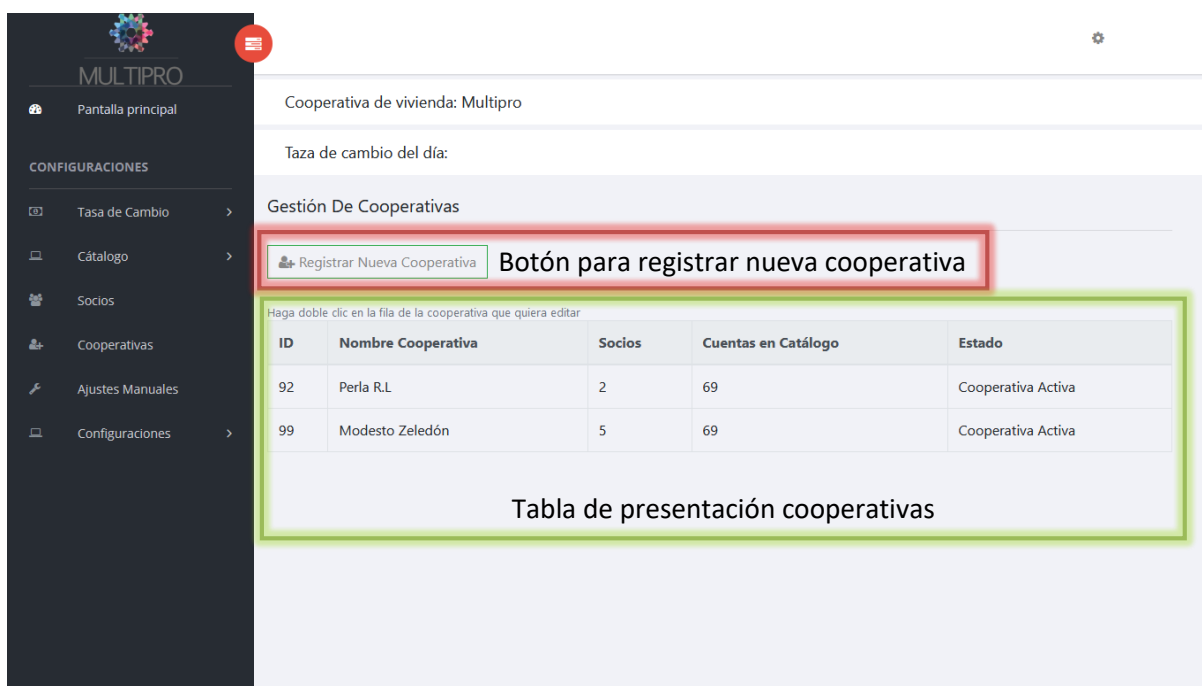 MULTIPRO
Pantalla principal
CONFIGURACIONES
Tasa de Cambio
Cátalogo
Socios
Cooperativas
Ajustes Manuales
Configuraciones
Cooperativa de vivienda: Multipro
Taza de cambio del día:
Gestión De Cooperativas
Registrar Nueva Cooperativa Botón para registrar nueva cooperativa
Haga doble clic en la fila de la cooperativa que quiera editar
ID Nombre Cooperativa Socios Cuentas en Catálogo Estado
92 Perla R.L 2 69 Cooperativa Activa
99 Modesto Zeledón 5 69 Cooperativa Activa
Tabla de presentación cooperativas